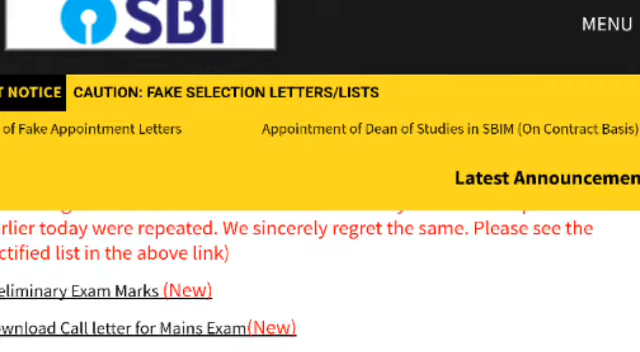 SBI
MENU
T NOTICE CAUTION: FAKE SELECTION LETTERS/LISTS
of Fake Appointment Letters Appointment of Dean of Studies in SBIM (On Contract Basis)
Latest Announcemen
rlier today were repeated. We sincerely regret the same. Please see the
ctified list in the above link)
eliminary Exam Marks (New)
ownload Call letter for Mains Exam(New)